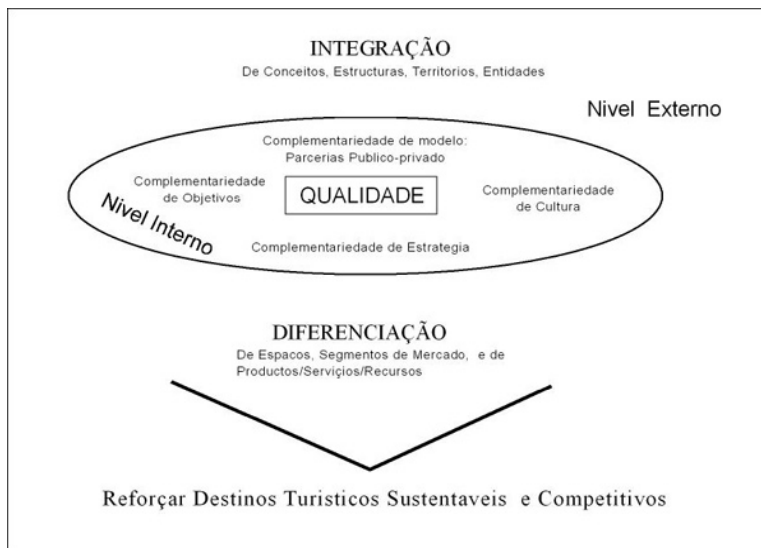 INTEGRAÇÃO
De Conceitos, Estructuras, Territorios, Entidades
Nivel Externo
Complementariedade de modelo:
Parcerias Publico-privado
Complementariedade
de Objetivos
QUALIDADE
Complementariedade
de Cultura
Nivel Interno
Complementariedade de Estrategia
DIFERENCIAÇÃO
De Espacos, Segmentos de Mercado, e de
Productos/Serviçios/Recursos
Reforçar Destinos Turisticos Sustentaveis e Competitivos